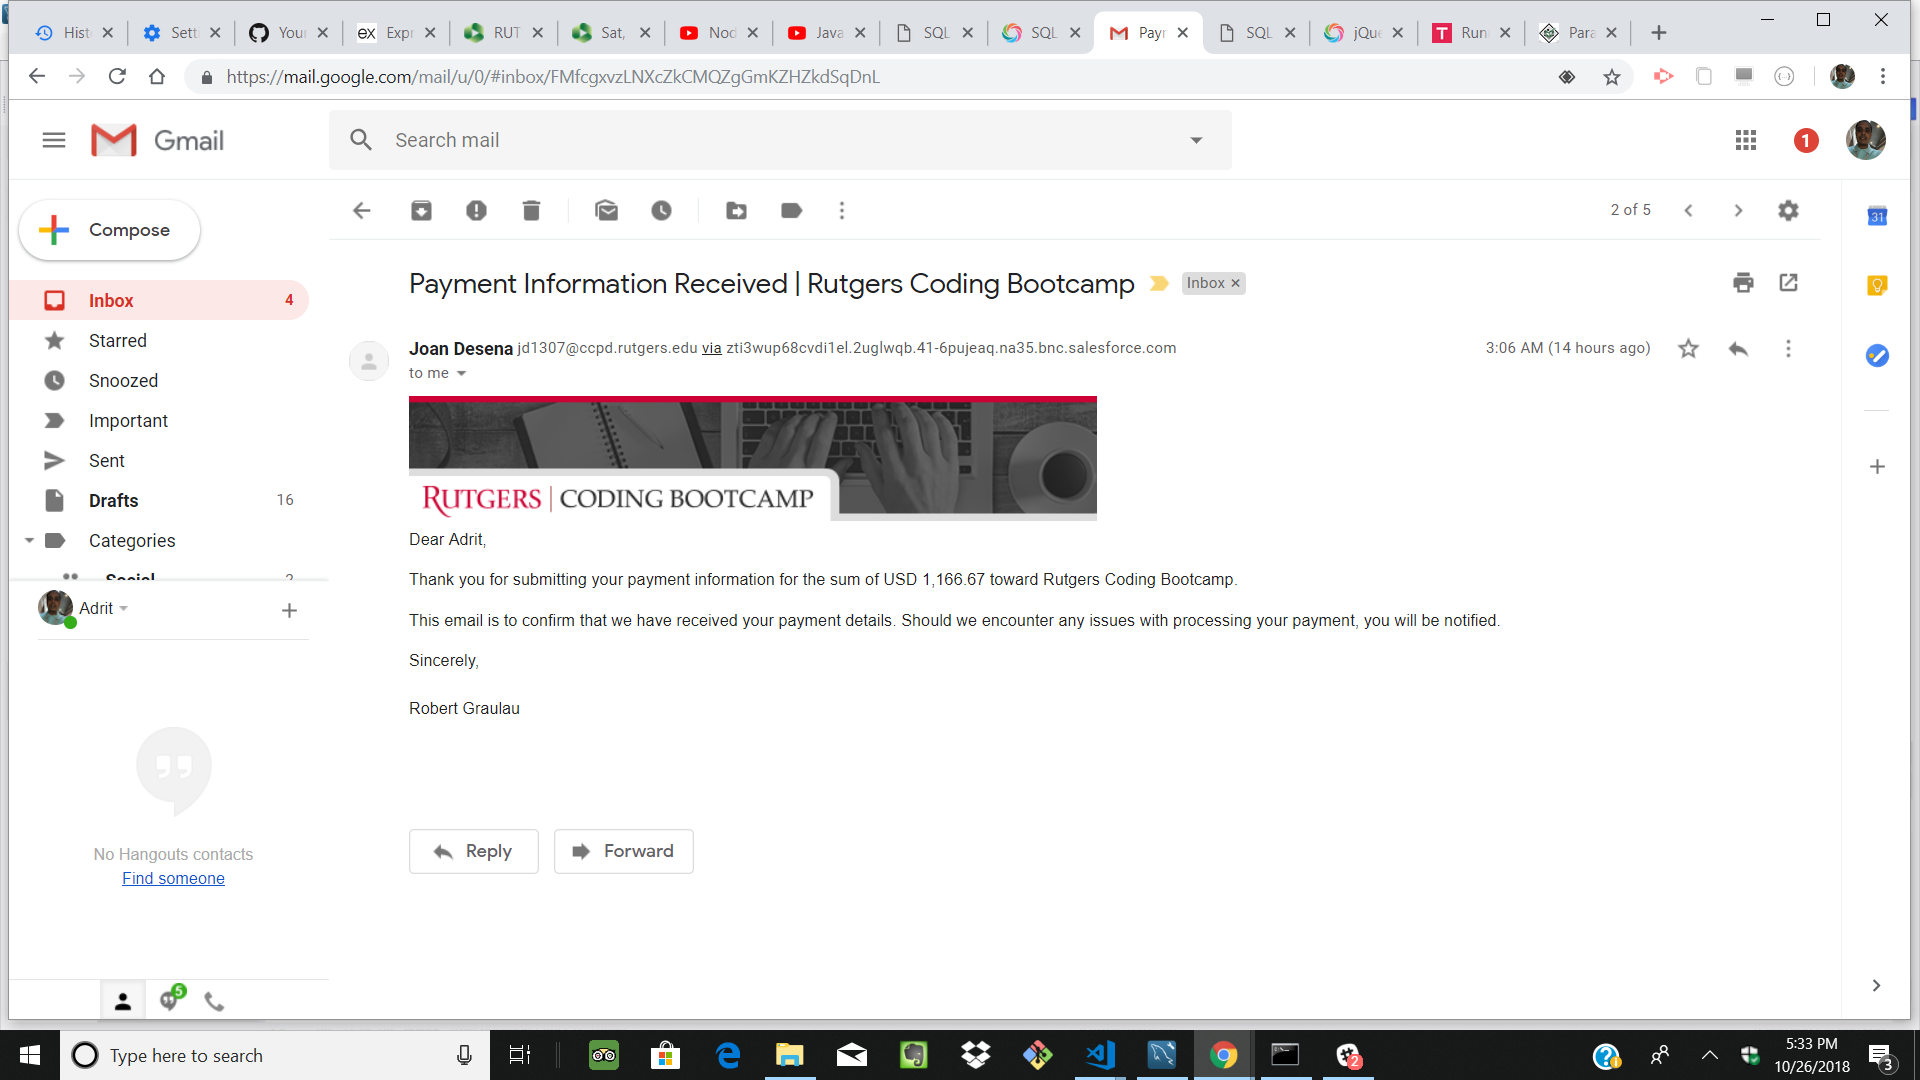 Hist
Setti
Your
ex Expr
RUT
Sat,
Nod
Java
SQL
SQL
Payn
SQL
jQue
T Runn
Para
https://mail.google.com/mail/u/0/#inbox/FMfcgxvzLNXcZkCMQZgGmKZHZkdSqDnL
Gmail
Search mail
1
Compose
2 of 5
31
Inbox 4
Starred
Snoozed
Important
Sent
Drafts 16
Categories
Social 2
Adrit
No Hangouts contacts
Find someone
5
Payment Information Received | Rutgers Coding Bootcamp
Inbox ×
Joan Desena jd1307@ccpd.rutgers.edu via zti3wup68cvdi1el.2uglwqb.41-6pujeaq.na35.bnc.salesforce.com
3:06 AM (14 hours ago)
to me
RUTGERS | CODING BOOTCAMP
Dear Adrit,
Thank you for submitting your payment information for the sum of USD 1,166.67 toward Rutgers Coding Bootcamp.
This email is to confirm that we have received your payment details. Should we encounter any issues with processing your payment, you will be notified.
Sincerely,
Robert Graulau
Reply
Forward
Type here to search
2
5:33 PM
10/26/2018
3